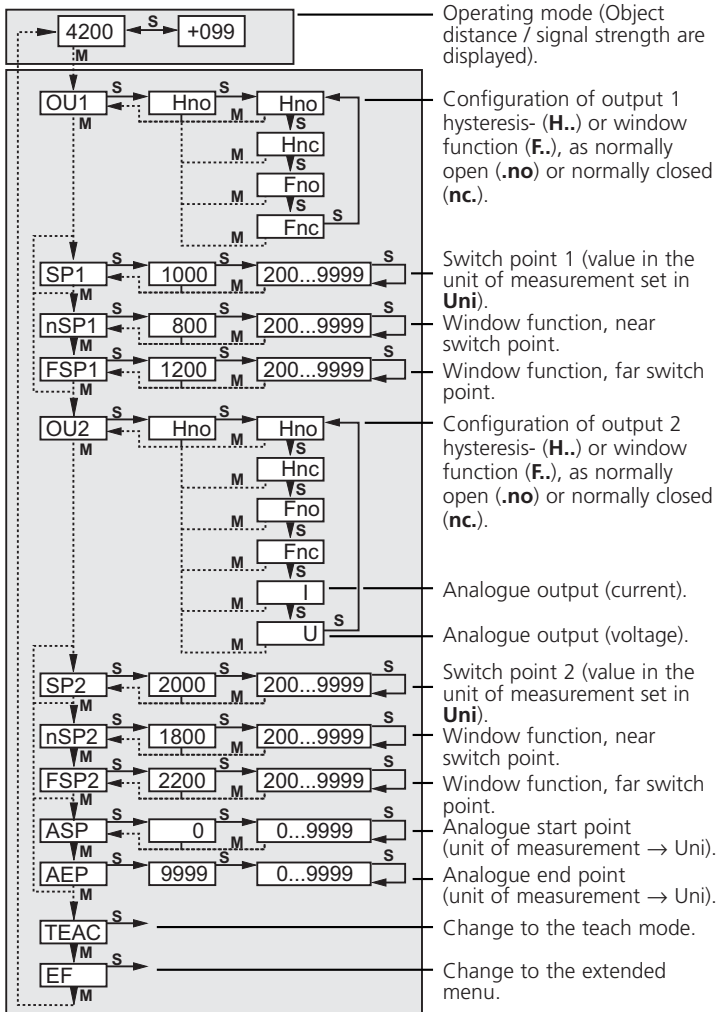 4200 S +099
M
Operating mode (Object
distance / signal strength are
displayed).
OU1 S Hno S Hno
M M S
M Hnc
S
M Fno
S
M Fnc S
Configuration of output 1
hysteresis- (H..) or window
function (F..), as normally
open (.no) or normally closed
(nc.).
SP1 S 1000 S 200...9999 S
M M
Switch point 1 (value in the
unit of measurement set in
Uni).
nSP1 S 800 S 200...9999 S
M M
Window function, near
switch point.
FSP1 S 1200 S 200...9999 S
M M
Window function, far switch
point.
OU2 S Hno S Hno
M M S
M Hnc
S
M Fno
S
M Fnc
S
M I
S
M U S
Configuration of output 2
hysteresis- (H..) or window
function (F..), as normally
open (.no) or normally closed
(nc.).
Analogue output (current).
Analogue output (voltage).
SP2 S 2000 S 200...9999 S
M M
Switch point 2 (value in the
unit of measurement set in
Uni).
nSP2 S 1800 S 200...9999 S
M M
Window function, near
switch point.
FSP2 S 2200 S 200...9999 S
M M
Window function, far switch
point.
ASP S 0 S 0...9999 S
M M
Analogue start point
(unit of measurement → Uni).
AEP S 9999 S 0...9999 S
M
Analogue end point
(unit of measurement → Uni).
TEAC S
M
Change to the teach mode.
EF S
M
Change to the extended
menu.